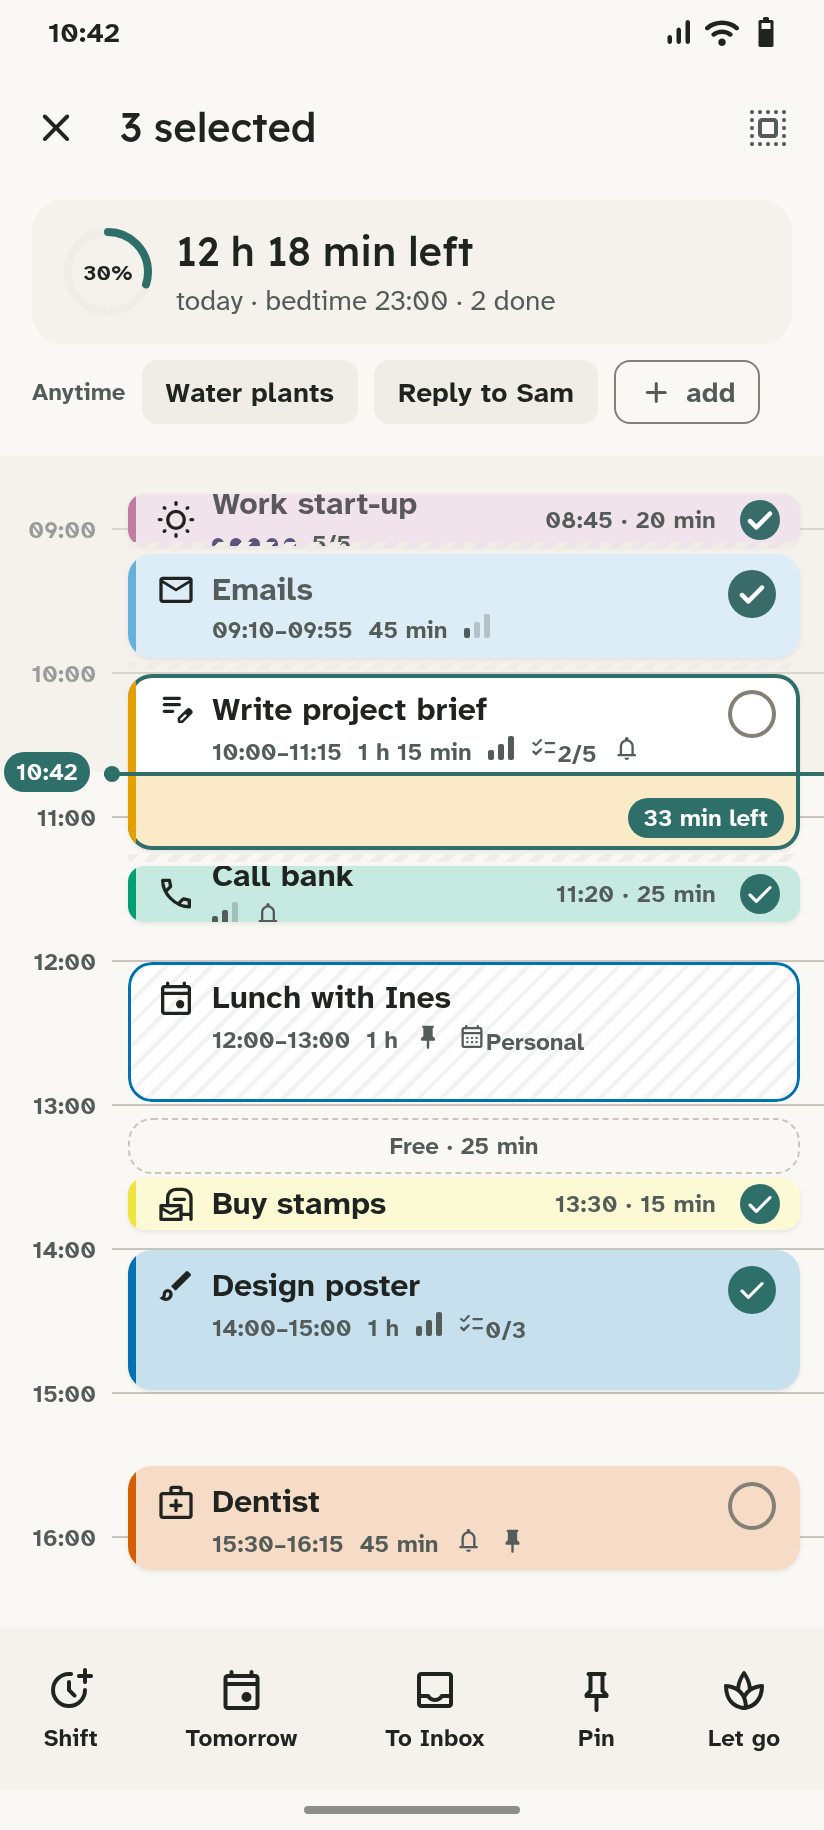 10:42
3 selected
30%
12 h 18 min left
today · bedtime 23:00 · 2 done
Anytime
Water plants
Reply to Sam
+ add
09:00
Work start-up
08:45 · 20 min
5/5
Emails
09:10–09:55 45 min
10:00
Write project brief
10:00–11:15 1 h 15 min 2/5
10:42
11:00
33 min left
Call bank
11:20 · 25 min
12:00
Lunch with Ines
12:00–13:00 1 h Personal
13:00
Free · 25 min
Buy stamps
13:30 · 15 min
14:00
Design poster
14:00–15:00 1 h 0/3
15:00
Dentist
15:30–16:15 45 min
16:00
Shift
Tomorrow
To Inbox
Pin
Let go